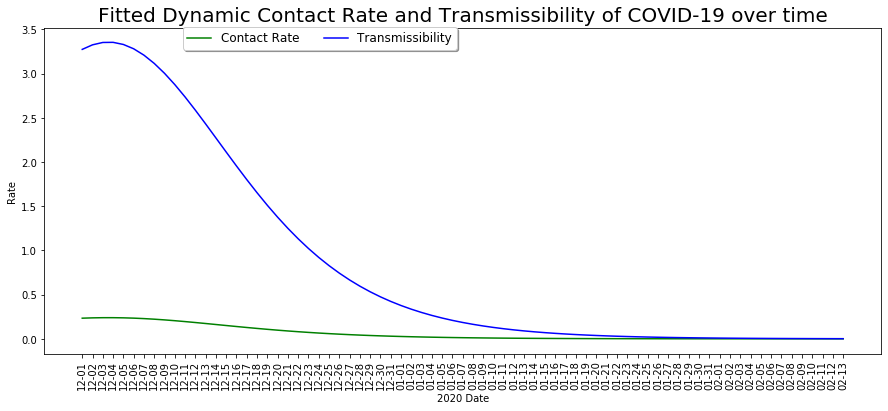 Fitted Dynamic Contact Rate and Transmissibility of COVID-19 over time
Contact Rate Transmissibility
3.5
3.0
2.5
2.0
1.5
1.0
0.5
0.0
Rate
12-01 12-02 12-03 12-04 12-05 12-06 12-07 12-08 12-09 12-10 12-11 12-12 12-13 12-14 12-15 12-16 12-17 12-18 12-19 12-20 12-21 12-22 12-23 12-24 12-25 12-26 12-27 12-28 12-29 12-30 12-31 01-01 01-02 01-03 01-04 01-05 01-06 01-07 01-08 01-09 01-10 01-11 01-12 01-13 01-14 01-15 01-16 01-17 01-18 01-19 01-20 01-21 01-22 01-23 01-24 01-25 01-26 01-27 01-28 01-29 01-30 01-31 02-01 02-02 02-03 02-04 02-05 02-06 02-07 02-08 02-09 02-10 02-11 02-12 02-13
2020 Date